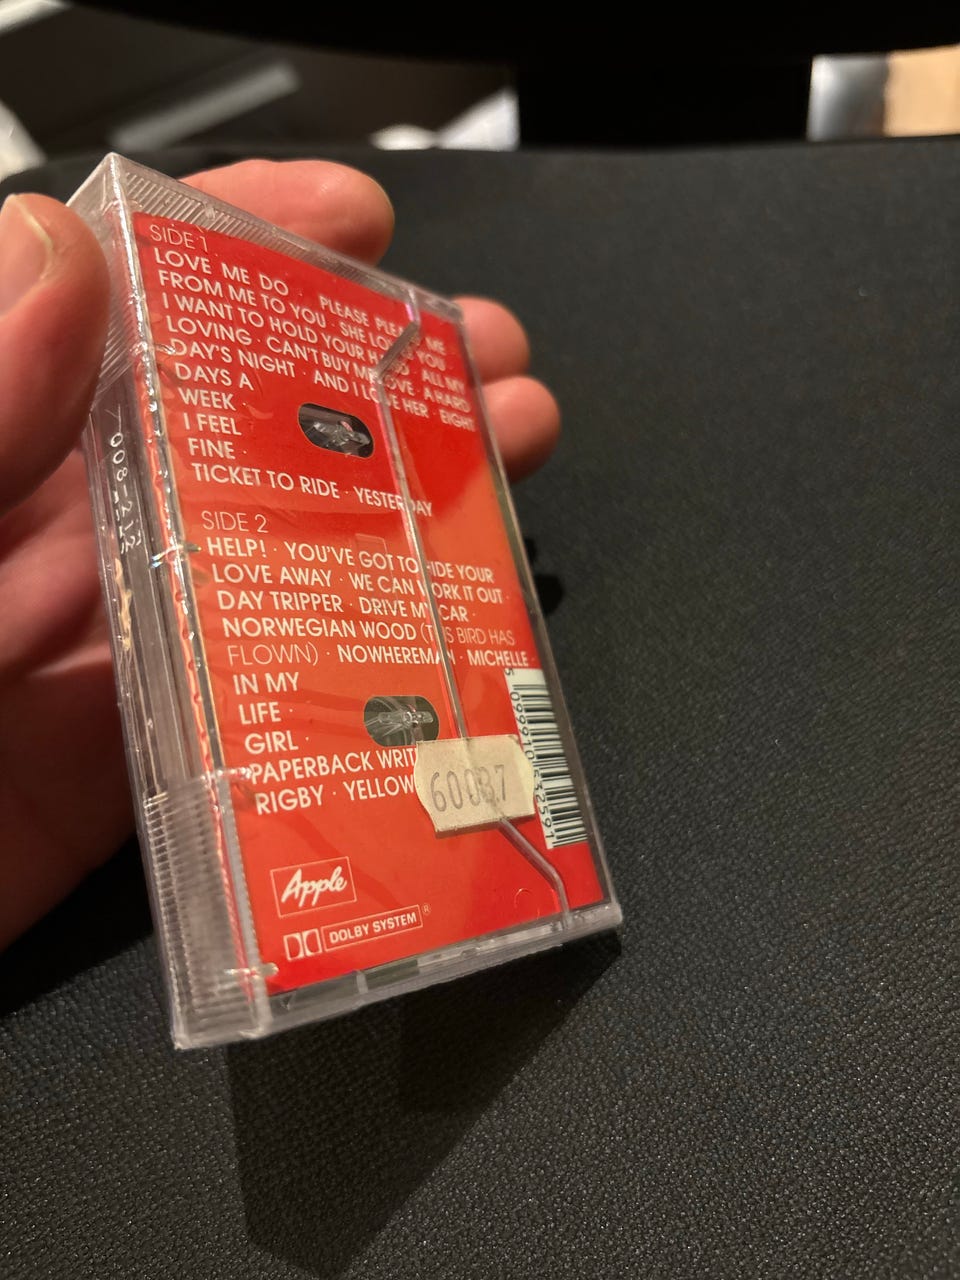 SIDE 1
LOVE ME DO · PLEASE PLEASE ME
FROM ME TO YOU · SHE LOVES YOU
I WANT TO HOLD YOUR HAND · ALL MY
LOVING · CAN'T BUY ME LOVE · A HARD
DAY'S NIGHT · AND I LOVE HER · EIGHT
DAYS A
WEEK ·
I FEEL
FINE ·
TICKET TO RIDE · YESTERDAY
SIDE 2
HELP! · YOU'VE GOT TO HIDE YOUR
LOVE AWAY · WE CAN WORK IT OUT ·
DAY TRIPPER · DRIVE MY CAR ·
NORWEGIAN WOOD (THIS BIRD HAS
FLOWN) · NOWHERE MAN · MICHELLE
IN MY
LIFE ·
GIRL ·
PAPERBACK
RIGBY · YELLOW
60087
Apple
DOLBY SYSTEM®